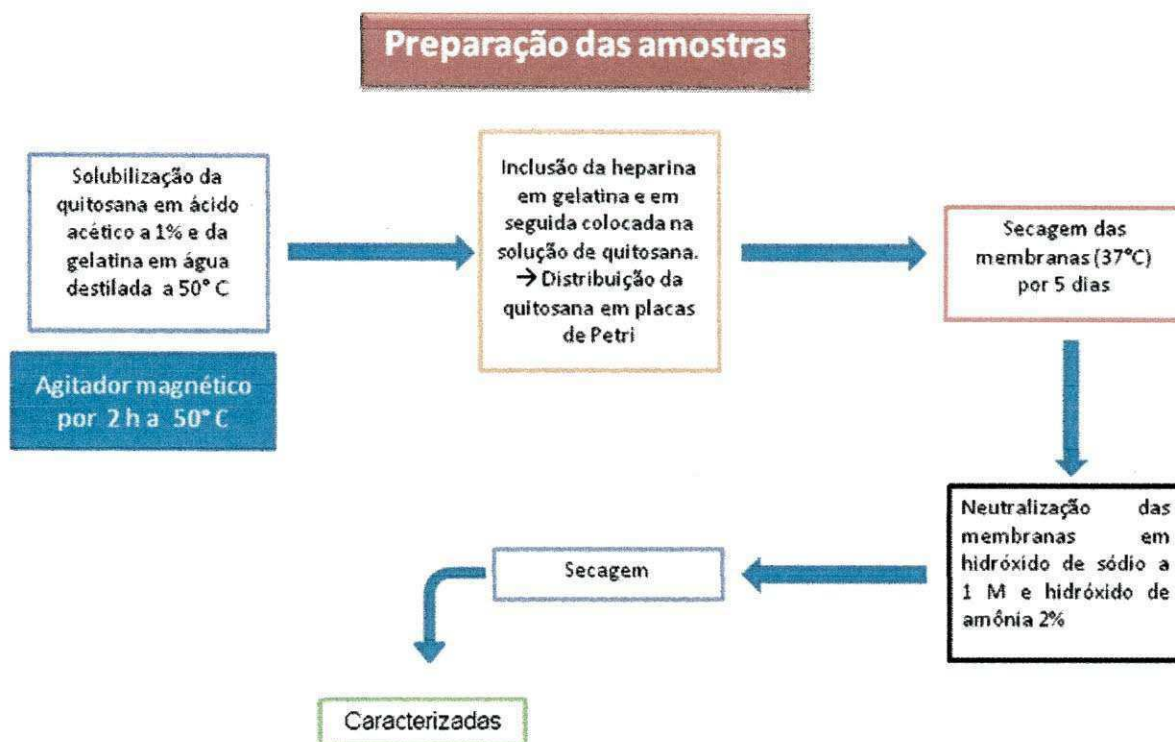 Preparação das amostras
Solubilização da
quitosana em ácido
acético a 1% e da
gelatina em água
destilada a 50° C
Agitador magnético
por 2 h a 50° C
Inclusão da heparina
em gelatina e em
seguida colocada na
solução de quitosana.
→ Distribuição da
quitosana em placas
de Petri
Secagem das
membranas (37°C)
por 5 dias
Neutralização das
membranas em
hidróxido de sódio a
1 M e hidróxido de
amônia 2%
Secagem
Caracterizadas